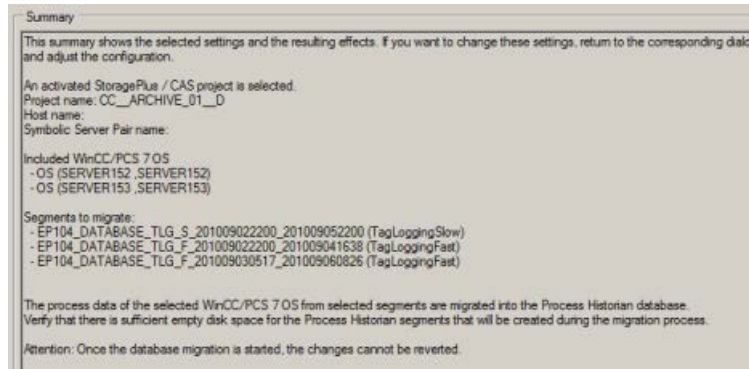 Summary
This summary shows the selected settings and the resulting effects. If you want to change these settings, return to the corresponding
and adjust the configuration.
An activated StoragePlus / CAS project is selected.
Project name: CC__ARCHIVE_01__D
Host name:
Symbolic Server Pair name:
Included WinCC/PCS 7 OS
- OS (SERVER152 ,SERVER152)
- OS (SERVER153 ,SERVER153)
Segments to migrate:
- EP104_DATABASE_TLG_S_201009022200_201009052200 (TagLoggingSlow)
- EP104_DATABASE_TLG_F_201009022200_201009041638 (TagLoggingFast)
- EP104_DATABASE_TLG_F_201009030517_201009060826 (TagLoggingFast)
The process data of the selected WinCC/PCS 7 OS from selected segments are migrated into the Process Historian database.
Verify that there is sufficient empty disk space for the Process Historian segments that will be created during the migration process.
Attention: Once the database migration is started, the changes cannot be reverted.